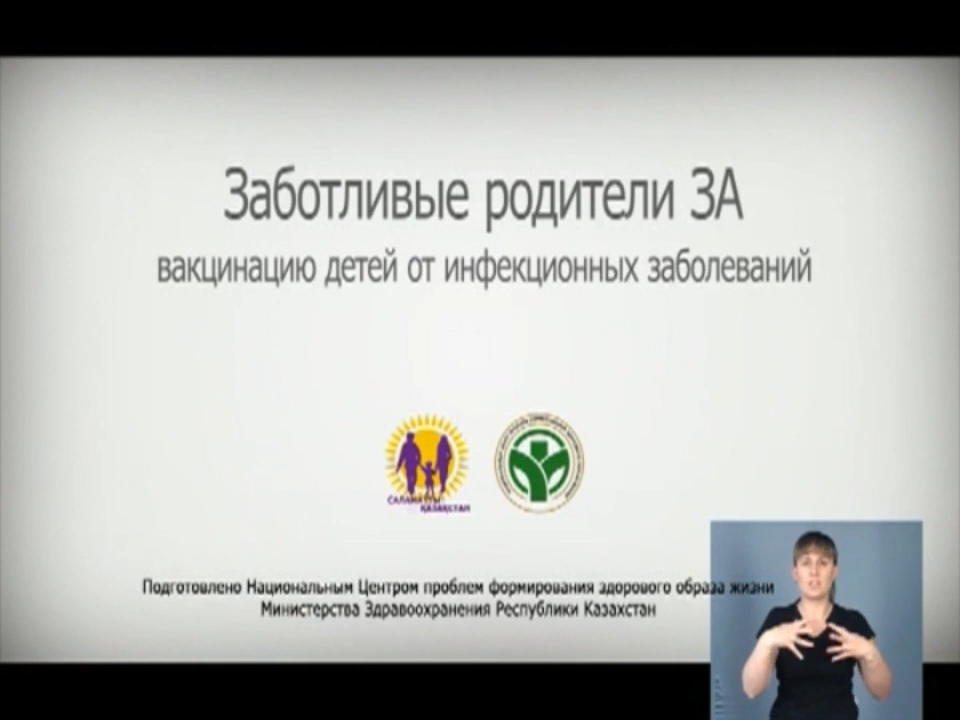 Заботливые родители ЗА
вакцинацию детей от инфекционных заболеваний
САЛАМАТТЫ
ҚАЗАҚСТАН
Подготовлено Национальным Центром проблем формирования здорового образа жизни
Министерства Здравоохранения Республики Казахстан